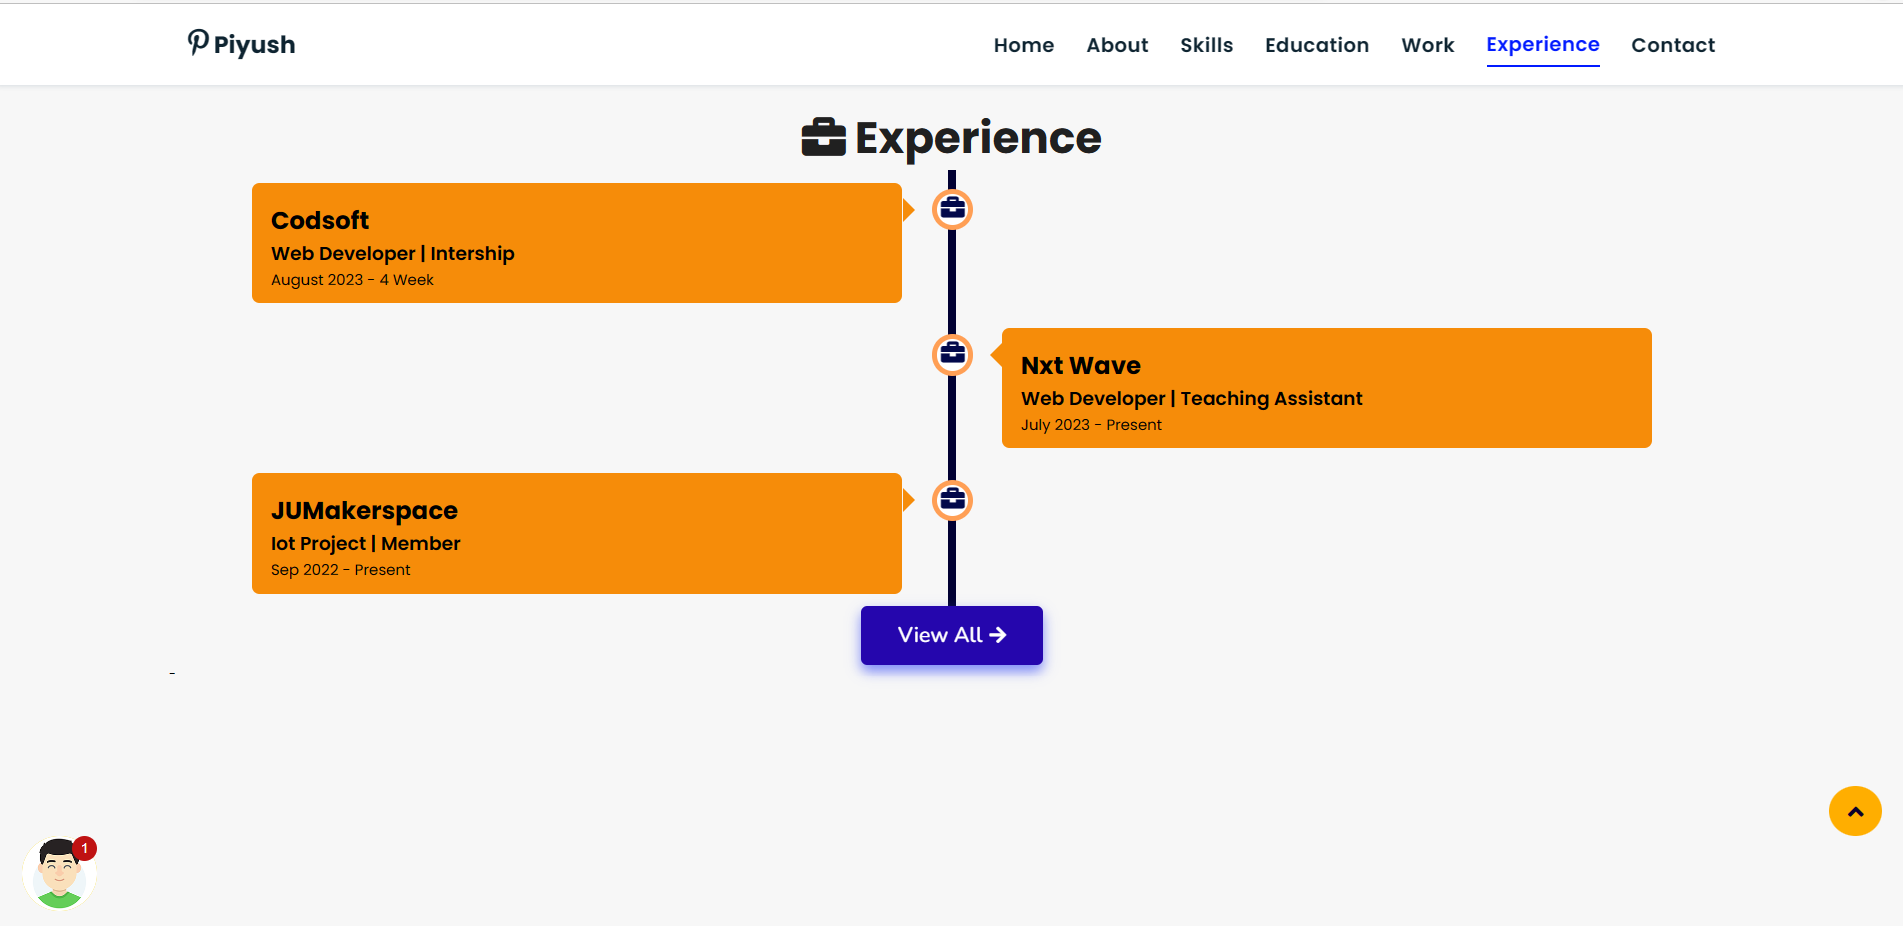 Piyush
Home About Skills Education Work Experience Contact
Experience
Codsoft
Web Developer | Intership
August 2023 - 4 Week
Nxt Wave
Web Developer | Teaching Assistant
July 2023 - Present
JUMakerspace
Iot Project | Member
Sep 2022 - Present
View All
-
1